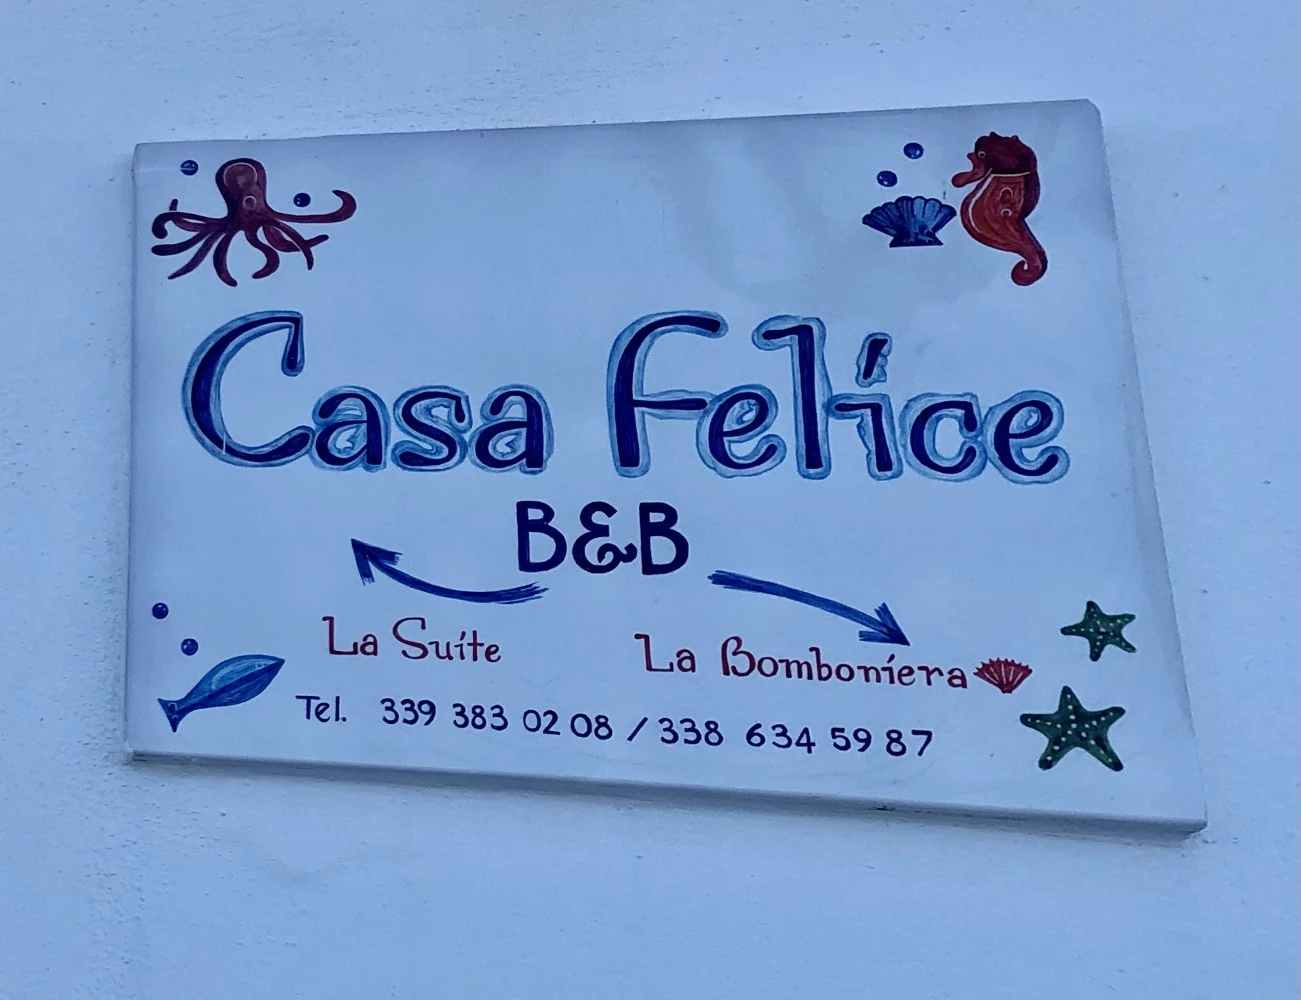 Casa Felice
B&B
La Suite La Bomboniera
Tel. 339 383 02 08 / 338 634 59 87